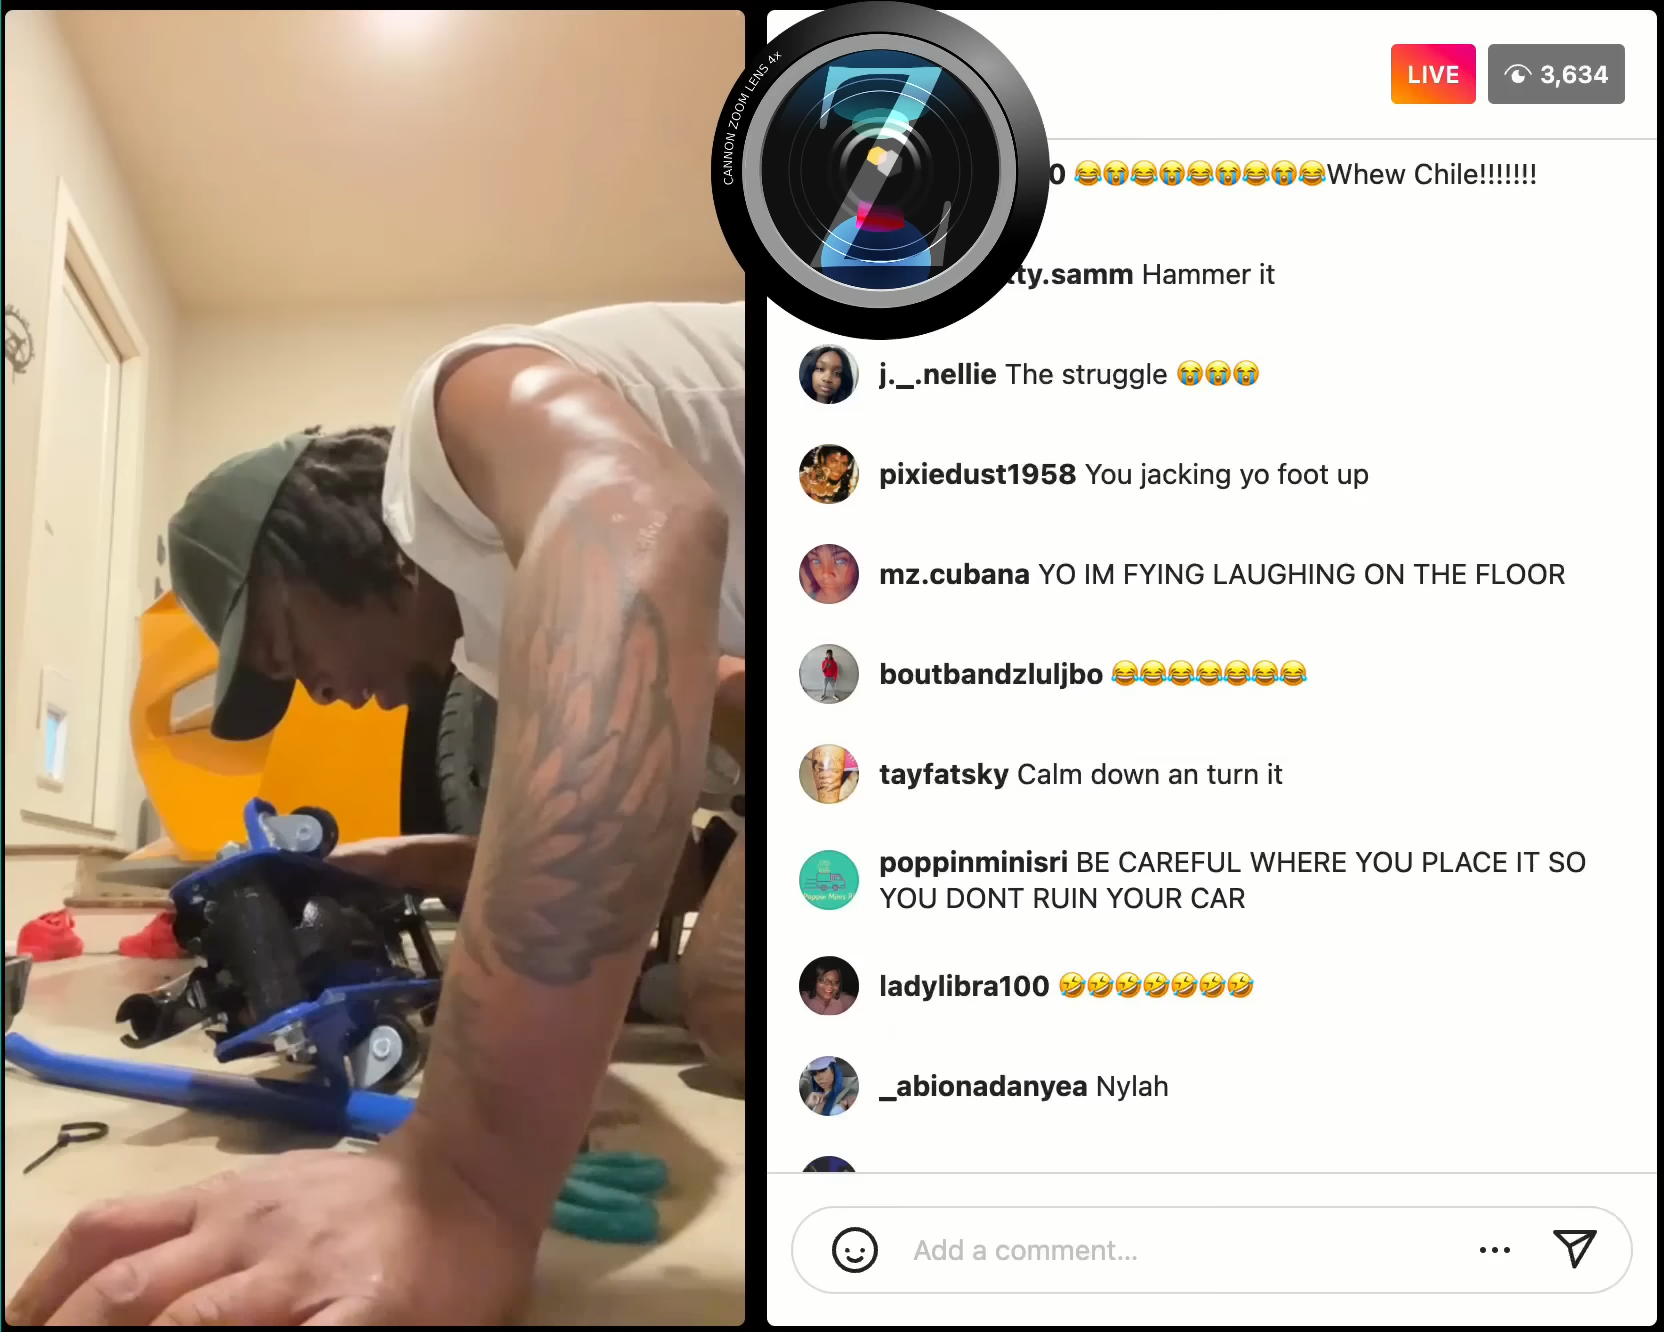 CANNON ZOOM LENS 4x
Z
LIVE
3,634
0 😂😭😂😭😂😭😂😭😂Whew Chile!!!!!!!
tty.samm Hammer it
j._.nellie The struggle 😭😭😭
pixiedust1958 You jacking yo foot up
mz.cubana YO IM FYING LAUGHING ON THE FLOOR
boutbandzluljbo 😂😂😂😂😂😂😂
tayfatsky Calm down an turn it
poppinminisri BE CAREFUL WHERE YOU PLACE IT SO
YOU DONT RUIN YOUR CAR
ladylibra100 🤣🤣🤣🤣🤣🤣🤣
_abionadanyea Nylah
Add a comment...